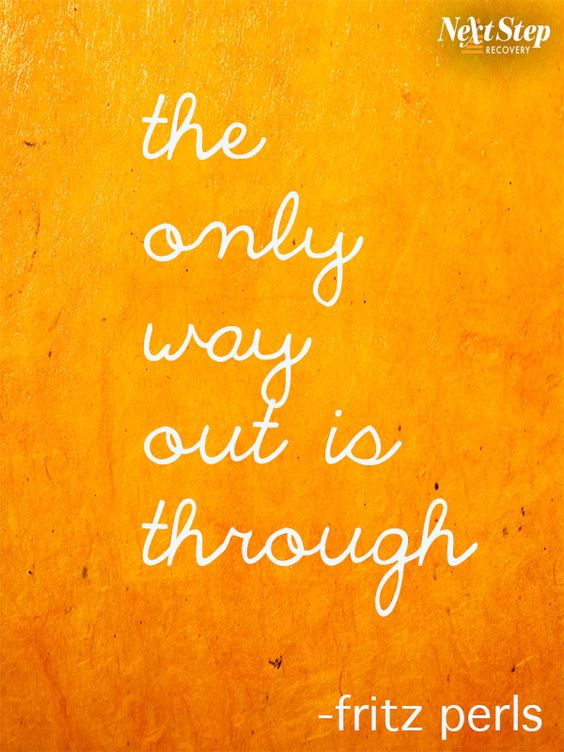 Next Step
RECOVERY
the
only
way
out is
through
-fritz perls